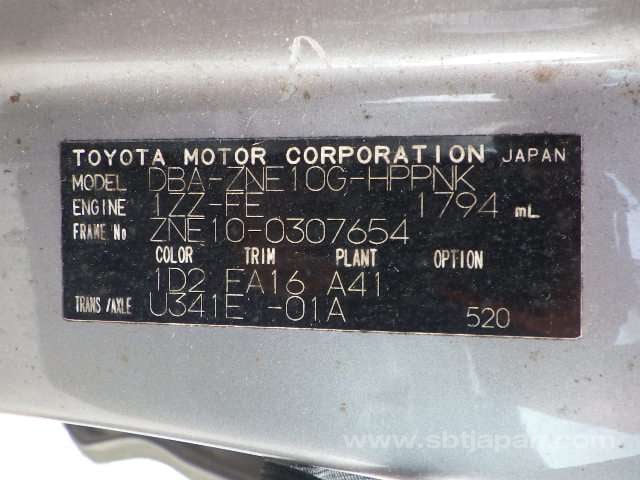 TOYOTA MOTOR CORPORATION JAPAN
MODEL DBA-ZNE10G-HPPNK
ENGINE 1ZZ-FE 1794 mL
FRAME No ZNE10-0307654
COLOR TRIM PLANT OPTION
1D2 FA16 A41
TRANS/AXLE U341E -01A 520
www.sbtjapan.com